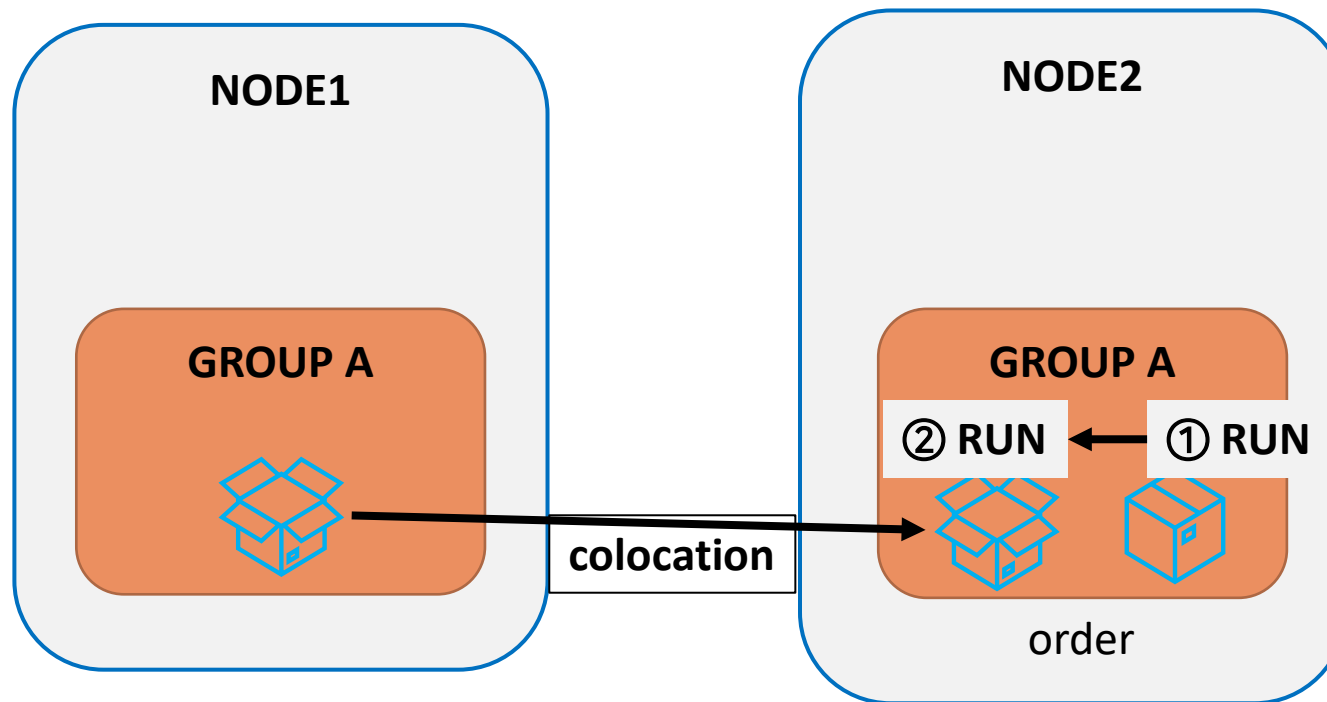 NODE1
NODE2
GROUP A
GROUP A
② RUN
① RUN
colocation
order